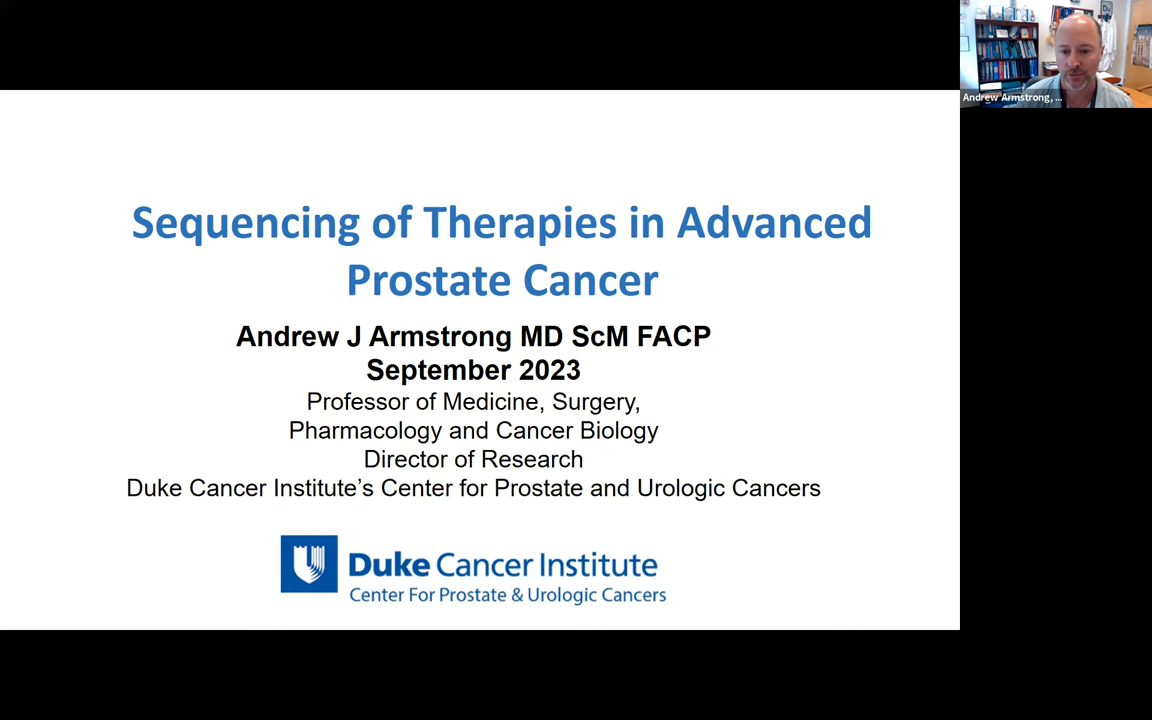 Andrew Armstrong, ...
Sequencing of Therapies in Advanced
Prostate Cancer
Andrew J Armstrong MD ScM FACP
September 2023
Professor of Medicine, Surgery,
Pharmacology and Cancer Biology
Director of Research
Duke Cancer Institute's Center for Prostate and Urologic Cancers
Duke Cancer Institute
Center For Prostate & Urologic Cancers